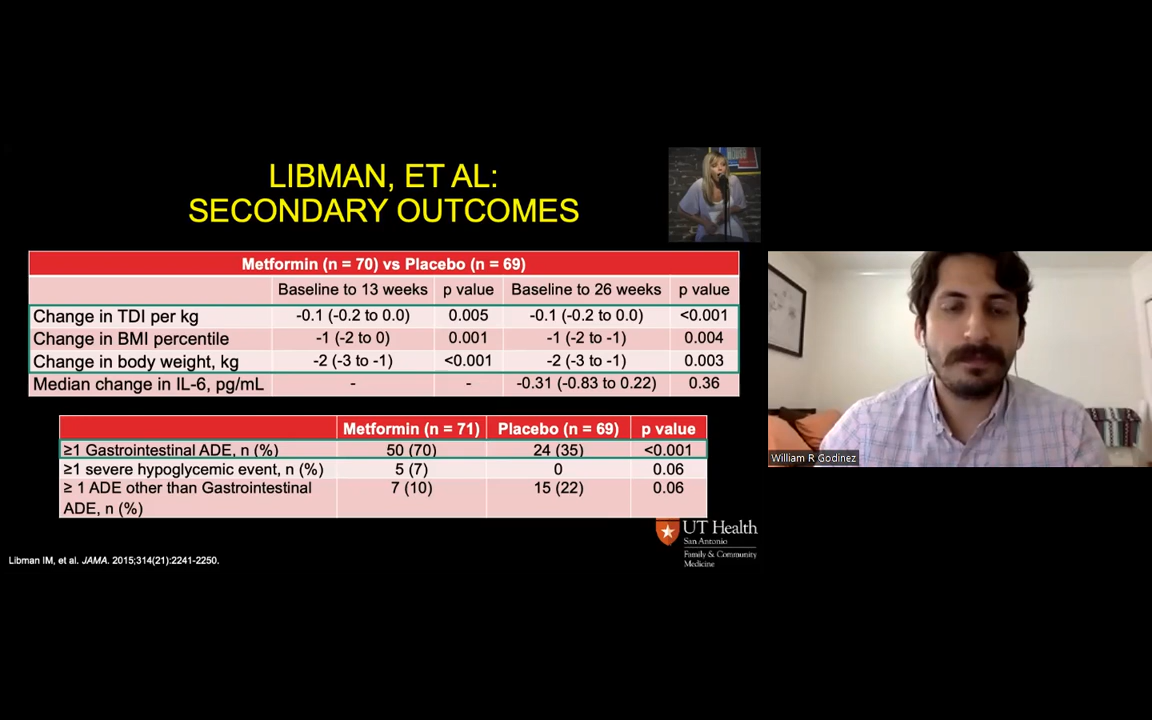 LIBMAN, ET AL:
SECONDARY OUTCOMES
Metformin (n = 70) vs Placebo (n = 69)
Baseline to 13 weeks p value Baseline to 26 weeks p value
Change in TDI per kg -0.1 (-0.2 to 0.0) 0.005 -0.1 (-0.2 to 0.0) <0.001
Change in BMI percentile -1 (-2 to 0) 0.001 -1 (-2 to -1) 0.004
Change in body weight, kg -2 (-3 to -1) <0.001 -2 (-3 to -1) 0.003
Median change in IL-6, pg/mL - - -0.31 (-0.83 to 0.22) 0.36
Metformin (n = 71) Placebo (n = 69) p value
≥1 Gastrointestinal ADE, n (%) 50 (70) 24 (35) <0.001
≥1 severe hypoglycemic event, n (%) 5 (7) 0 0.06
≥ 1 ADE other than Gastrointestinal 7 (10) 15 (22) 0.06
ADE, n (%)
UT Health
San Antonio
Family & Community
Medicine
Libman IM, et al. JAMA. 2015;314(21):2241-2250.
William R Godinez